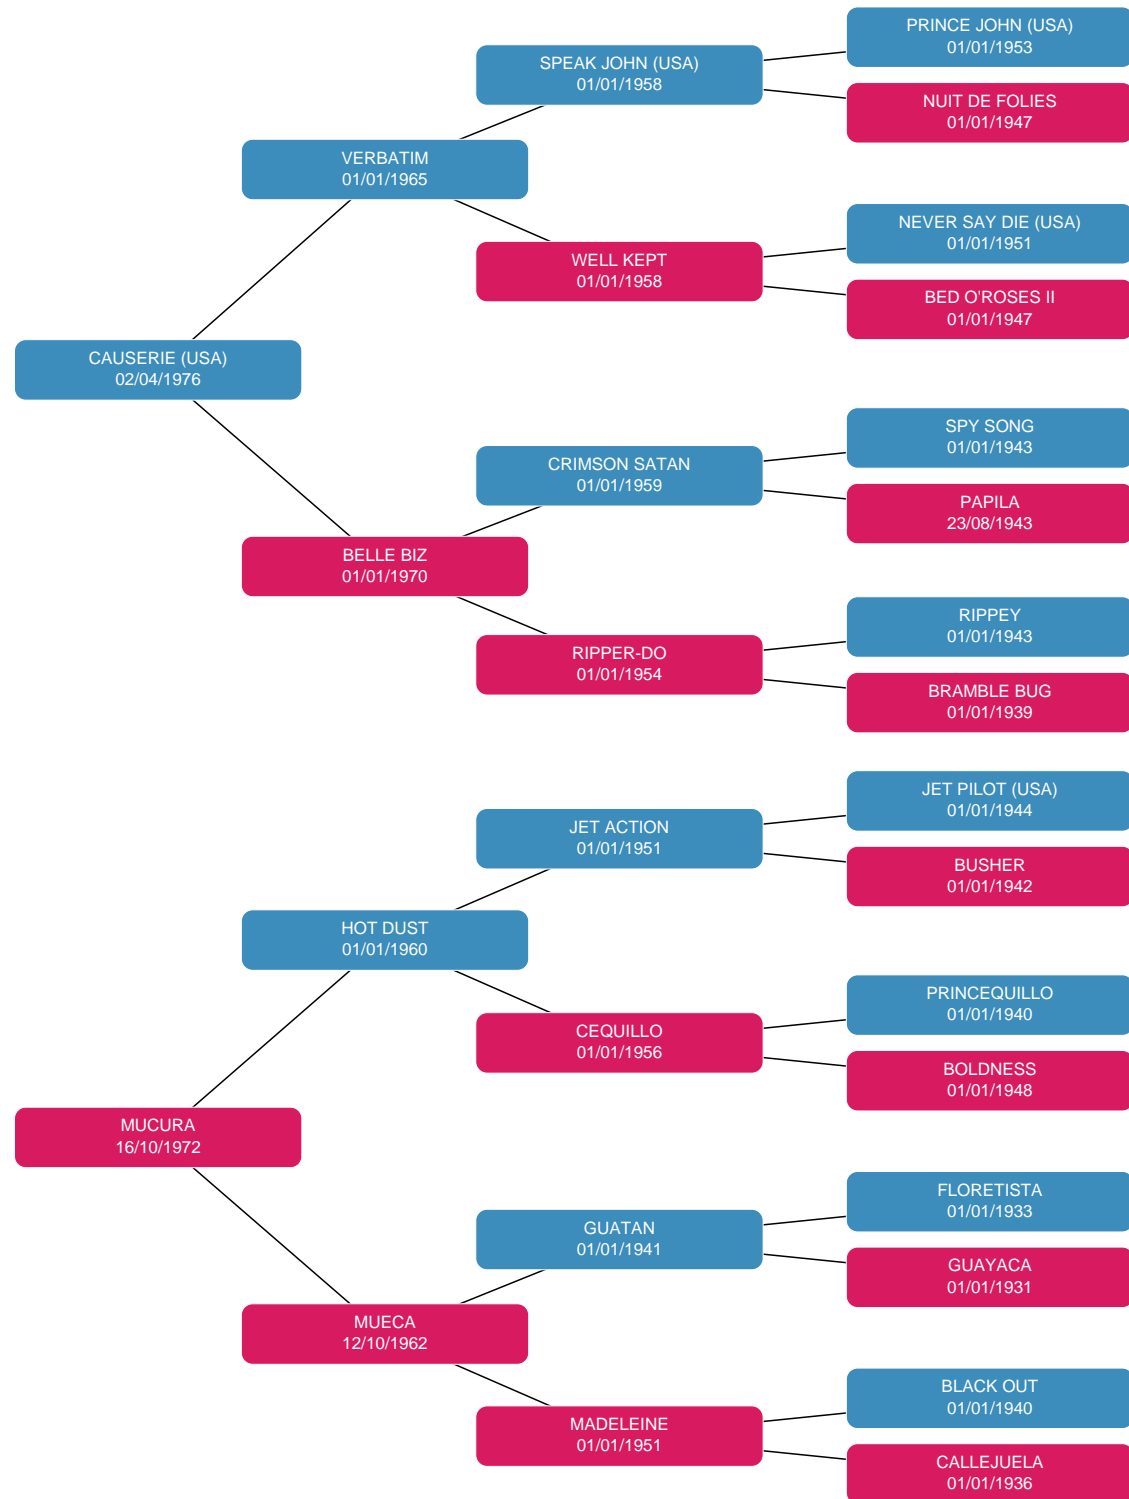 PRINCE JOHN (USA)
01/01/1953
SPEAK JOHN (USA)
01/01/1958
NUIT DE FOLIES
01/01/1947
VERBATIM
01/01/1965
NEVER SAY DIE (USA)
01/01/1951
WELL KEPT
01/01/1958
BED O'ROSES II
01/01/1947
CAUSERIE (USA)
02/04/1976
SPY SONG
01/01/1943
CRIMSON SATAN
01/01/1959
PAPILA
23/08/1943
BELLE BIZ
01/01/1970
RIPPEY
01/01/1943
RIPPER-DO
01/01/1954
BRAMBLE BUG
01/01/1939
JET PILOT (USA)
01/01/1944
JET ACTION
01/01/1951
BUSHER
01/01/1942
HOT DUST
01/01/1960
PRINCEQUILLO
01/01/1940
CEQUILLO
01/01/1956
BOLDNESS
01/01/1948
MUCURA
16/10/1972
FLORETISTA
01/01/1933
GUATAN
01/01/1941
GUAYACA
01/01/1931
MUECA
12/10/1962
BLACK OUT
01/01/1940
MADELEINE
01/01/1951
CALLEJUELA
01/01/1936